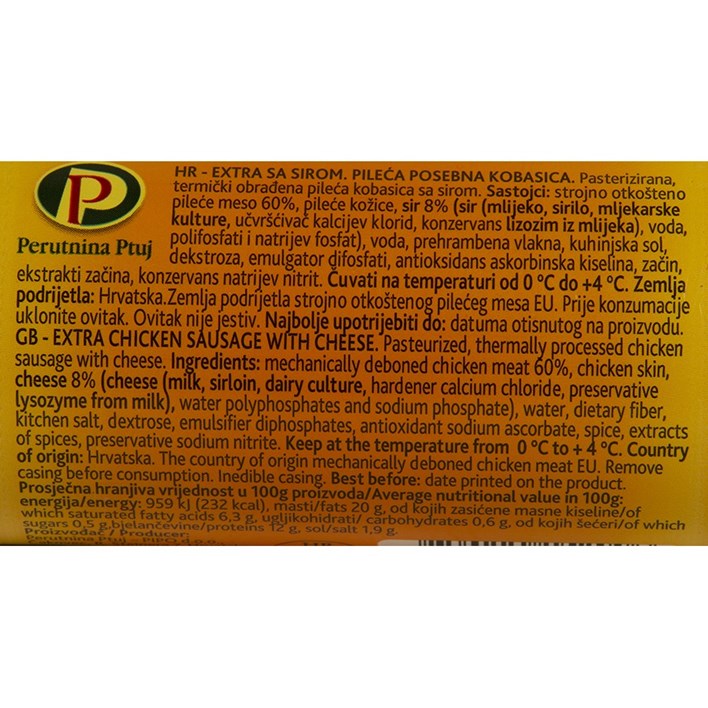 P
Perutnina Ptuj
HR - EXTRA SA SIROM. PILEĆA POSEBNA KOBASICA. Pasterizirana,
termički obrađena pileća kobasica sa sirom. Sastojci: strojno otkošteno
pileće meso 60%, pileće kožice, sir 8% (sir (mlijeko, sirilo, mljekarske
kulture, učvršćivač kalcijev klorid, konzervans lizozim iz mlijeka), voda,
polifosfati i natrijev fosfat), voda, prehrambena vlakna, kuhinjska sol,
dekstroza, emulgator difosfati, antioksidans askorbinska kiselina, začin,
ekstrakti začina, konzervans natrijev nitrit. Čuvati na temperaturi od 0 °C do +4 °C. Zemlja
podrijetla: Hrvatska.Zemlja podrijetla strojno otkoštenog pilećeg mesa EU. Prije konzumacije
uklonite ovitak. Ovitak nije jestiv. Najbolje upotrijebiti do: datuma otisnutog na proizvodu.
GB - EXTRA CHICKEN SAUSAGE WITH CHEESE. Pasteurized, thermally processed chicken
sausage with cheese. Ingredients: mechanically deboned chicken meat 60%, chicken skin,
cheese 8% (cheese (milk, sirloin, dairy culture, hardener calcium chloride, preservative
lysozyme from milk), water polyphosphates and sodium phosphate), water, dietary fiber,
kitchen salt, dextrose, emulsifier diphosphates, antioxidant sodium ascorbate, spice, extracts
of spices, preservative sodium nitrite. Keep at the temperature from 0 °C to + 4 °C. Country
of origin: Hrvatska. The country of origin mechanically deboned chicken meat EU. Remove
casing before consumption. Inedible casing. Best before: date printed on the product.
Prosječna hranjiva vrijednost u 100g proizvoda/Average nutritional value in 100g:
energija/energy: 959 kJ (232 kcal), masti/fats 20 g, od kojih zasićene masne kiseline/of
which saturated fatty acids 6,3 g, ugljikohidrati/ carbohydrates 0,6 g, od kojih šećeri/of which
sugars 0,5 g,bjelančevine/proteins 12 g, sol/salt 1,9 g.
Proizvođač / Producer:
Perutnina Ptuj - PIPO d.o.o.